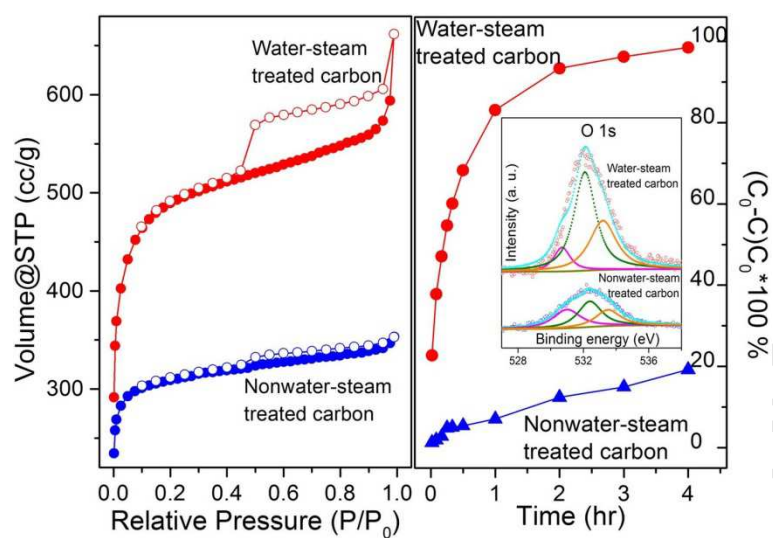 Water-steam
treated carbon
Nonwater-steam
treated carbon
600
500
400
300
Volume@STP (cc/g)
0.0 0.2 0.4 0.6 0.8 1.0
Relative Pressure (P/P₀)
Water-steam
treated carbon
Nonwater-steam
treated carbon
100
80
60
40
20
0
(C₀-C)C₀*100 %
0 1 2 3 4
Time (hr)
O 1s
Water-steam
treated carbon
Nonwater-steam
treated carbon
Intensity (a. u.)
Binding energy (eV)
528 532 536